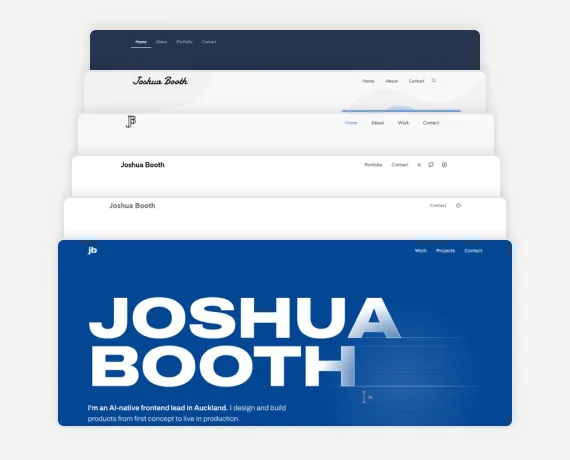 Home About Portfolio Contact
Joshua Booth Home About Contact
JB Home About Work Contact
Joshua Booth Portfolio Contact
Joshua Booth Contact
jb Work Projects Contact
JOSHUA
BOOTH
I'm an AI-native frontend lead in Auckland. I design and build
products from first concept to live in production.